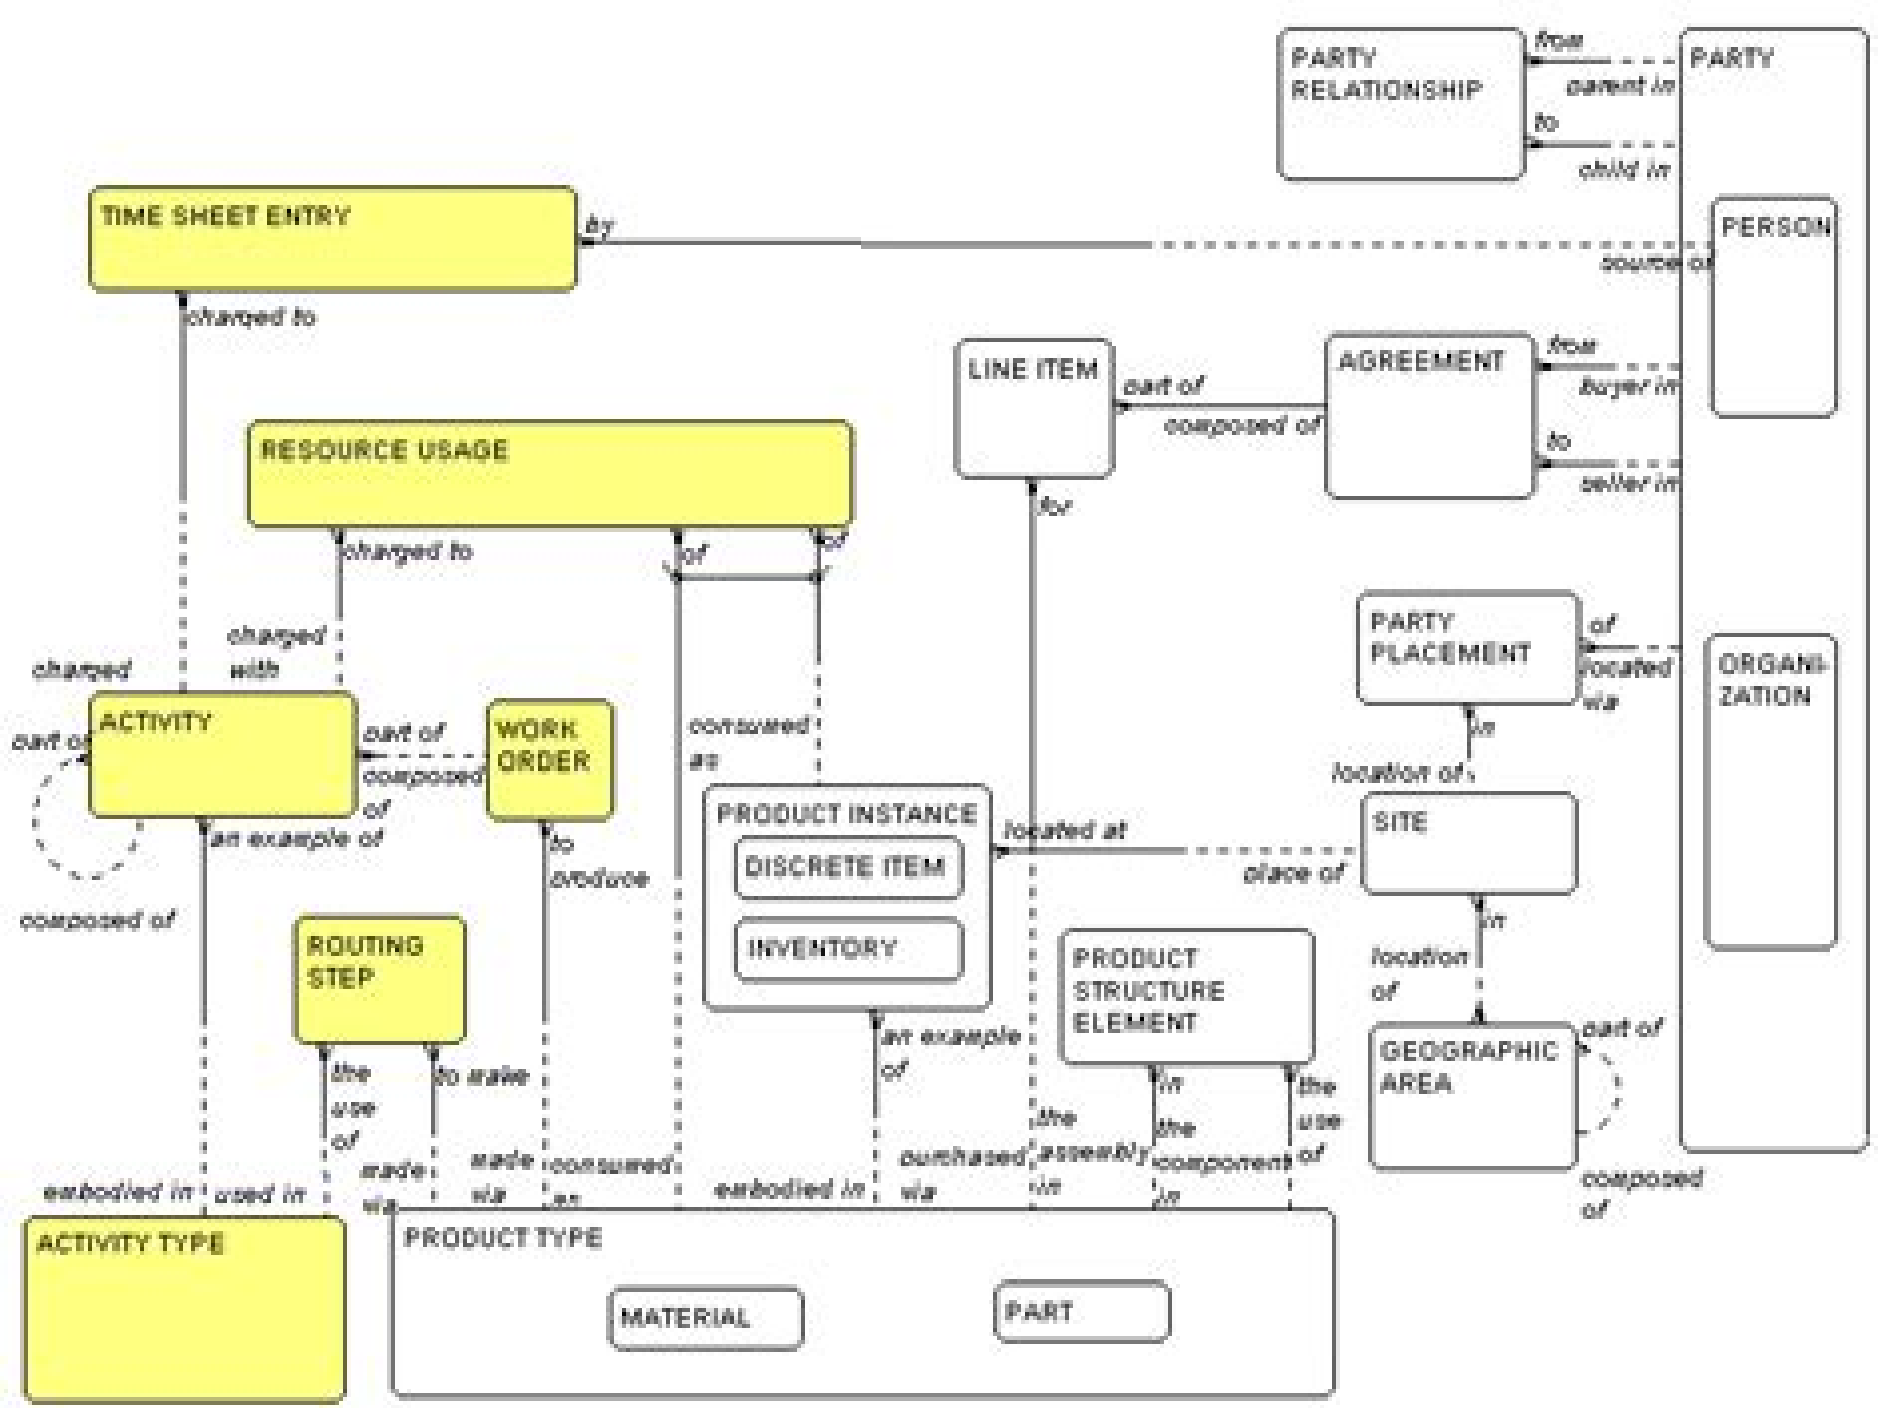 from
PARTY
RELATIONSHIP
PARTY
parent in
to
child in
TIME SHEET ENTRY
by
PERSON
source of
charged to
LINE ITEM
AGREEMENT
from
part of
buyer in
composed of
to
seller in
RESOURCE USAGE
for
charged to
of
of
charged
with
PARTY
PLACEMENT
of
located
via
ORGANI-
ZATION
charged
ACTIVITY
part of
part of
composed
of
WORK
ORDER
consumed
as
in
location of
PRODUCT INSTANCE
DISCRETE ITEM
INVENTORY
located at
place of
SITE
an example of
to
produce
composed of
ROUTING
STEP
in
location
of
PRODUCT
STRUCTURE
ELEMENT
an example
of
part of
GEOGRAPHIC
AREA
composed
of
the
use
of
to make
in
the
use
of
the
assembly
in
the
component
in
embodied in
used in
made
via
made
via
consumed
as
embodied in
purchased
via
ACTIVITY TYPE
PRODUCT TYPE
MATERIAL
PART